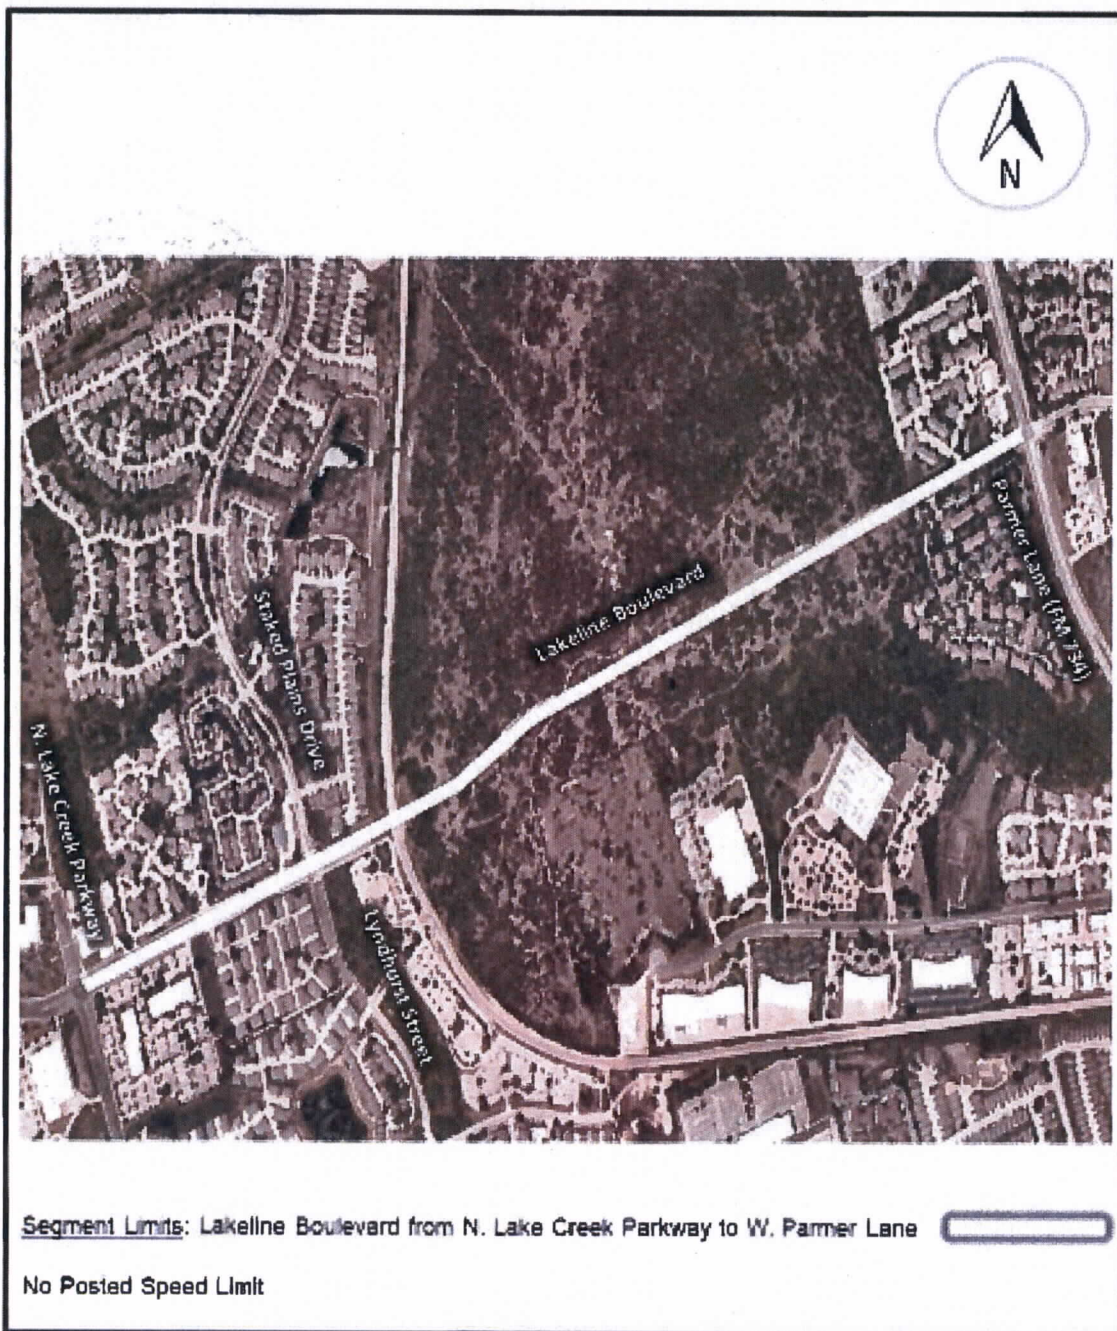 N
Lakeline Boulevard
Parmer Lane (FM 734)
Staked Plains Drive
N. Lake Creek Parkway
Lyndhurst Street
Segment Limits: Lakeline Boulevard from N. Lake Creek Parkway to W. Parmer Lane
No Posted Speed Limit